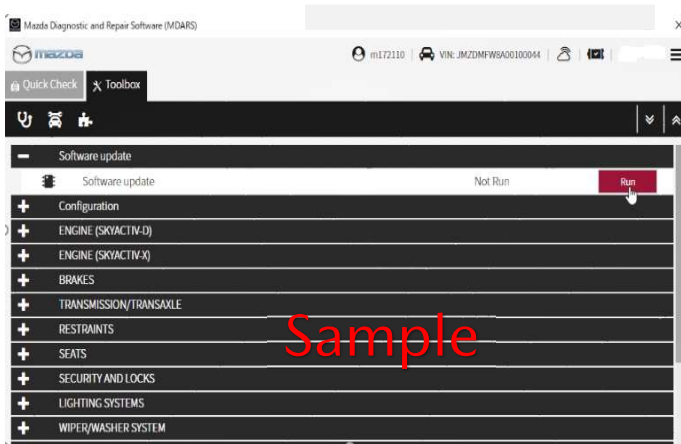 Mazda Diagnostic and Repair Software (MDARS)
mazda m172110 VIN: JMZDMFW8A00100044
Quick Check Toolbox
Software update
Software update Not Run Run
Configuration
ENGINE (SKYACTIV-D)
ENGINE (SKYACTIV-X)
BRAKES
TRANSMISSION/TRANSAXLE
RESTRAINTS
Sample
SEATS
SECURITY AND LOCKS
LIGHTING SYSTEMS
WIPER/WASHER SYSTEM